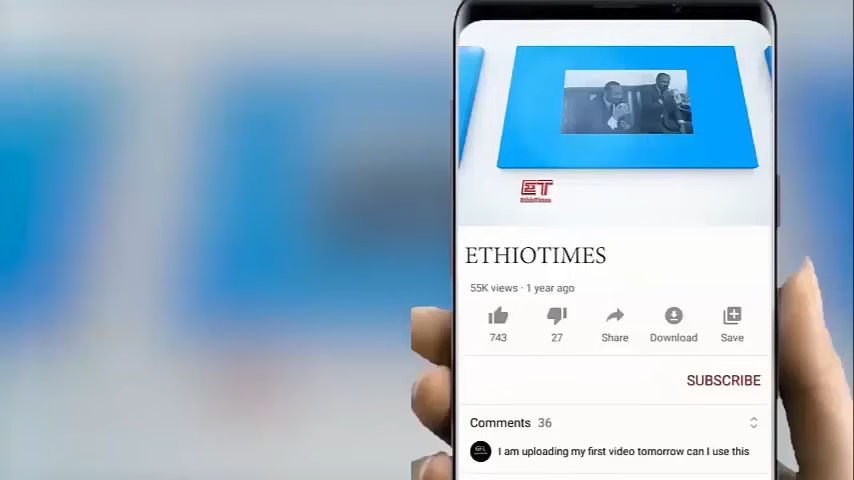 ET
EthioTimes
ETHIOTIMES
55K views · 1 year ago
743
27
Share
Download
Save
SUBSCRIBE
Comments 36
GFL
I am uploading my first video tomorrow can I use this